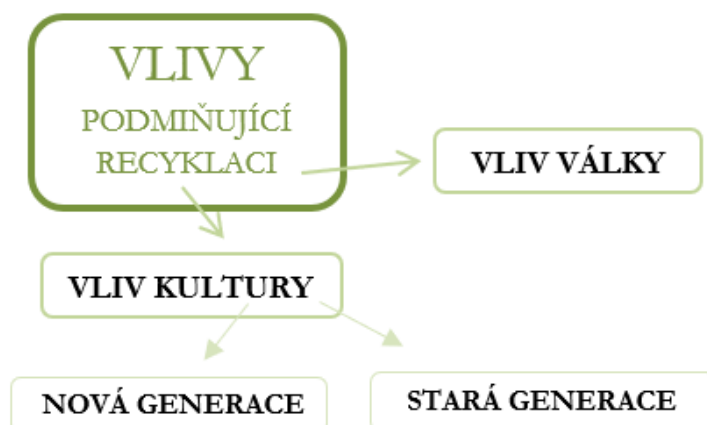 VLIVY
PODMIŇUJÍCÍ
RECYKLACI
VLIV VÁLKY
VLIV KULTURY
NOVÁ GENERACE
STARÁ GENERACE